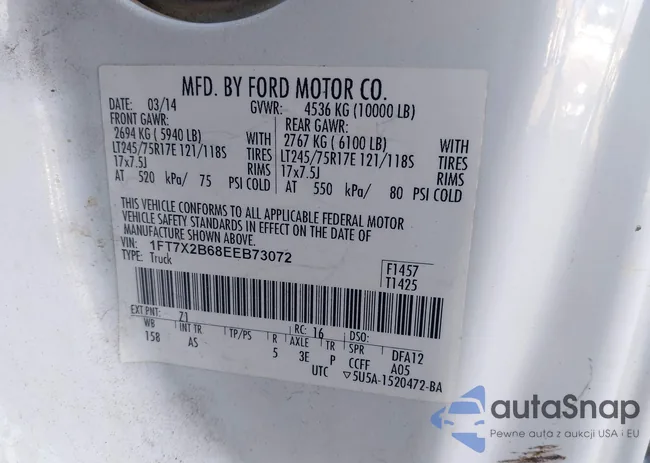 MFD. BY FORD MOTOR CO.
DATE: 03/14 GVWR: 4536 KG (10000 LB)
FRONT GAWR: REAR GAWR:
2694 KG ( 5940 LB) WITH 2767 KG ( 6100 LB) WITH
LT245/75R17E 121/118S TIRES LT245/75R17E 121/118S TIRES
17x7.5J RIMS 17x7.5J RIMS
AT 520 kPa/ 75 PSI COLD AT 550 kPa/ 80 PSI COLD
THIS VEHICLE CONFORMS TO ALL APPLICABLE FEDERAL MOTOR
VEHICLE SAFETY STANDARDS IN EFFECT ON THE DATE OF
MANUFACTURE SHOWN ABOVE.
VIN: 1FT7X2B68EEB73072
TYPE: Truck
F1457
T1425
EXT PNT: Z1 RC: 16 DSO:
WB INT TR TP/PS R AXLE TR SPR DFA12
158 AS 5 3E P CCFF A05
UTC ▽5U5A-1520472-BA
autaSnap
Pewne auta z aukcji USA i EU